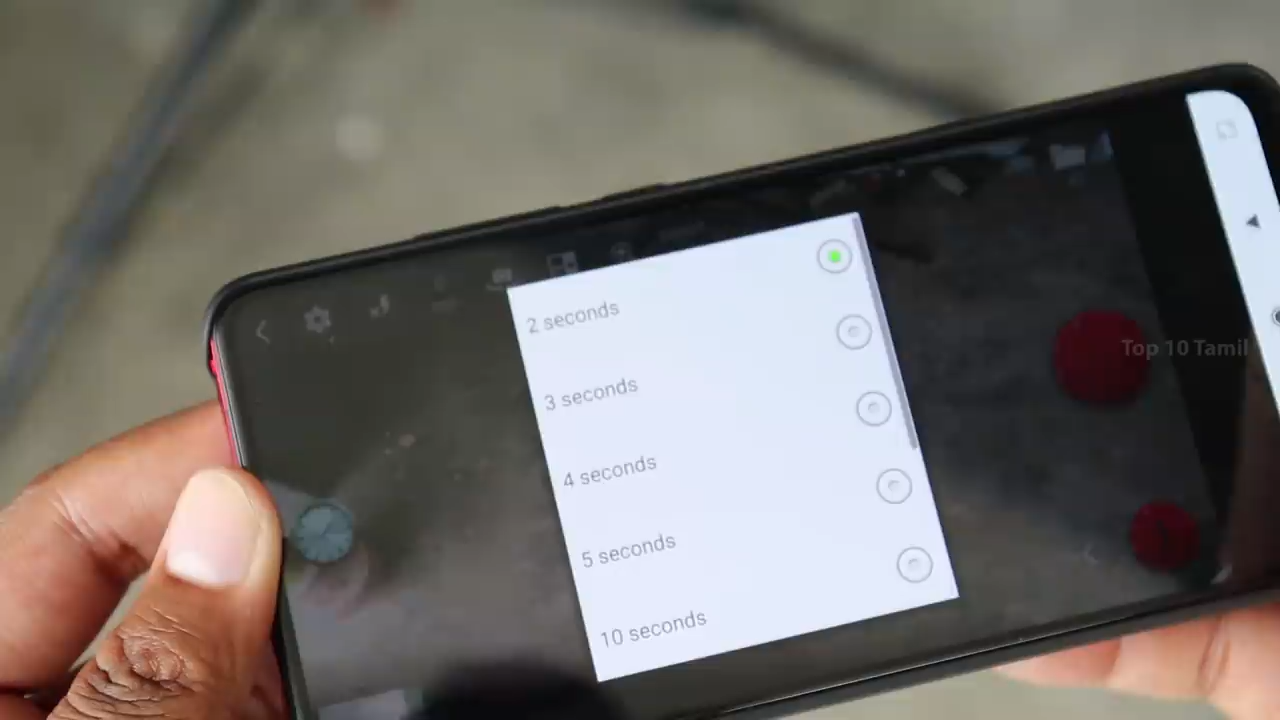 2 seconds
3 seconds
4 seconds
5 seconds
10 seconds
Top 10 Tamil